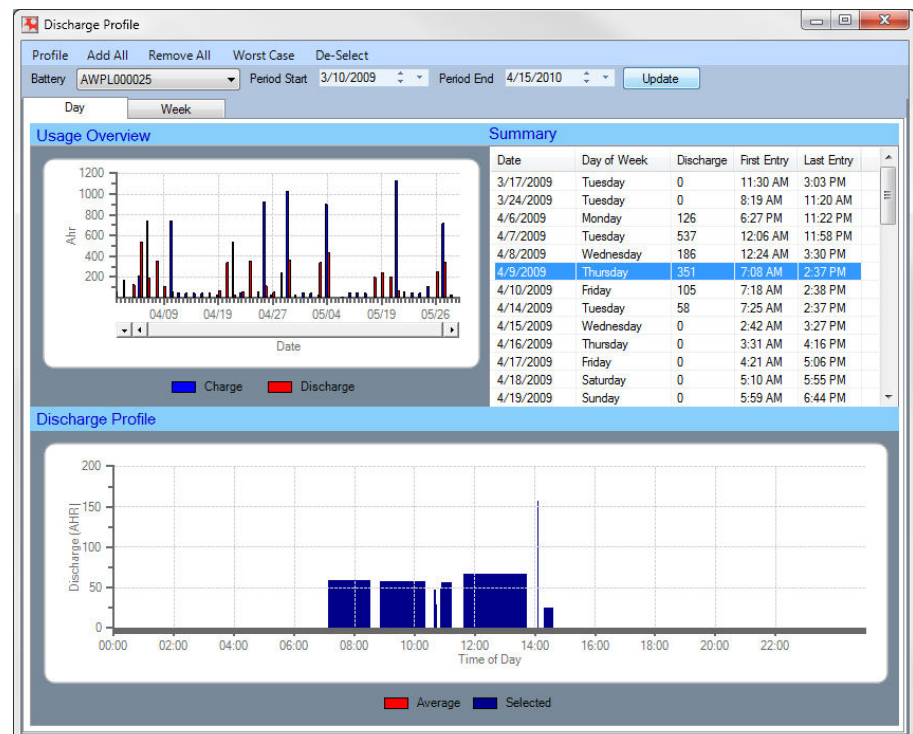 Discharge Profile
Profile Add All Remove All Worst Case De-Select
Battery AWPL000025 Period Start 3/10/2009 Period End 4/15/2010 Update
Day Week
Usage Overview
1200
1000
800
600
400
200
Ahr
04/09 04/19 04/27 05/04 05/19 05/26
Date
Charge Discharge
Summary
Date Day of Week Discharge First Entry Last Entry
3/17/2009 Tuesday 0 11:30 AM 3:03 PM
3/24/2009 Tuesday 0 8:19 AM 11:20 AM
4/6/2009 Monday 126 6:27 PM 11:22 PM
4/7/2009 Tuesday 537 12:06 AM 11:58 PM
4/8/2009 Wednesday 186 12:24 AM 3:30 PM
4/9/2009 Thursday 351 7:08 AM 2:37 PM
4/10/2009 Friday 105 7:18 AM 2:38 PM
4/14/2009 Tuesday 58 7:25 AM 2:37 PM
4/15/2009 Wednesday 0 2:42 AM 3:27 PM
4/16/2009 Thursday 0 3:31 AM 4:16 PM
4/17/2009 Friday 0 4:21 AM 5:06 PM
4/18/2009 Saturday 0 5:10 AM 5:55 PM
4/19/2009 Sunday 0 5:59 AM 6:44 PM
Discharge Profile
200
150
100
50
0
Discharge (AHR)
00:00 02:00 04:00 06:00 08:00 10:00 12:00 14:00 16:00 18:00 20:00 22:00
Time of Day
Average Selected